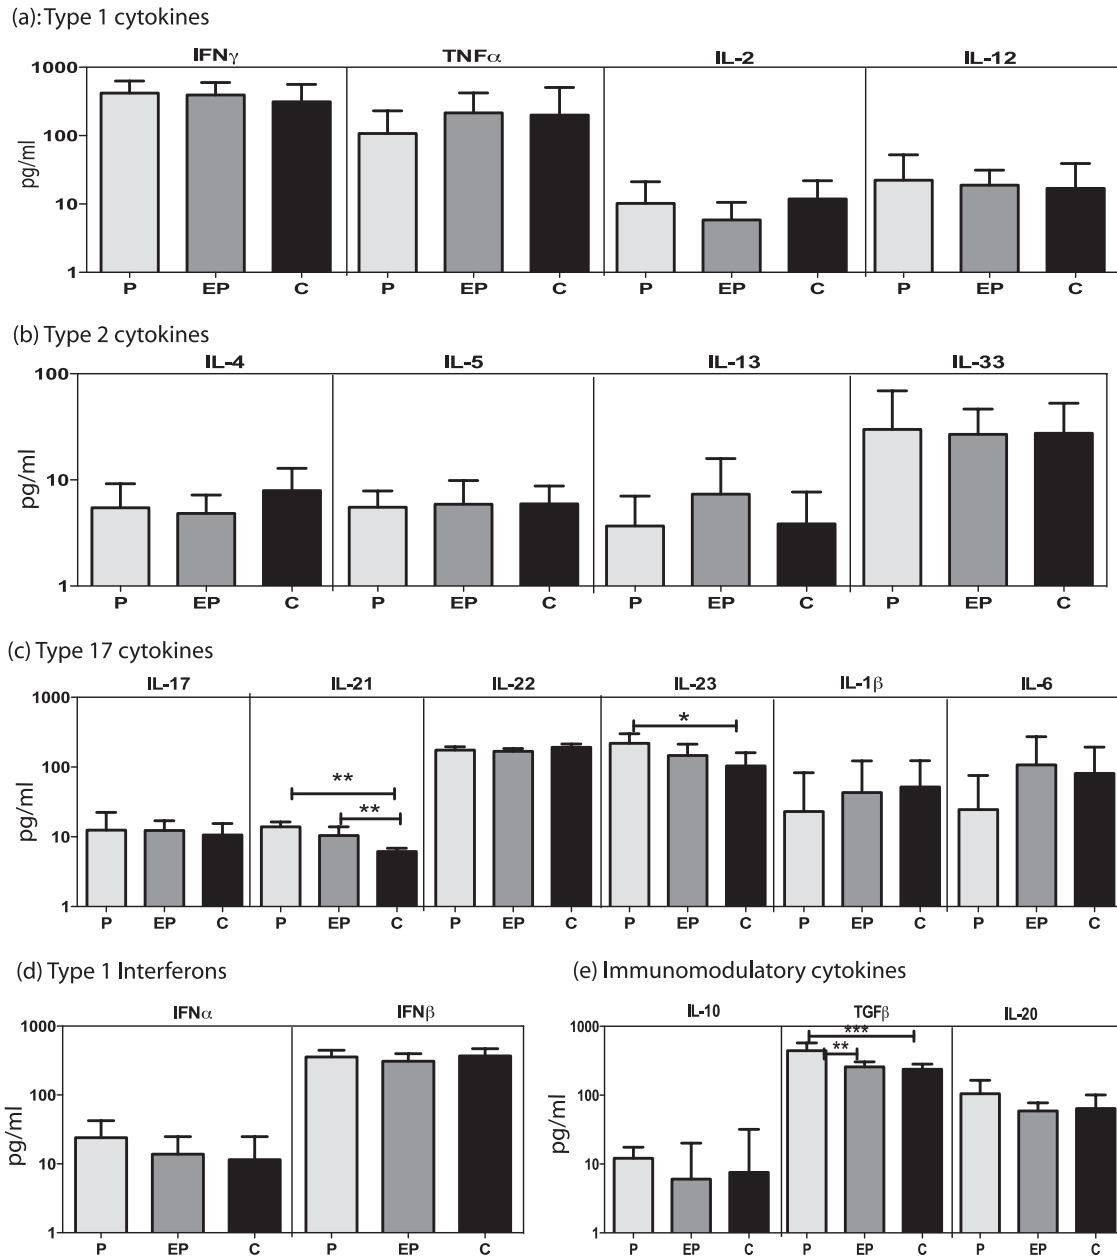 (a): Type 1 cytokines
IFNγ TNFα IL-2 IL-12
1000
100
10
1
pg/ml
P EP C P EP C P EP C P EP C
(b) Type 2 cytokines
IL-4 IL-5 IL-13 IL-33
100
10
1
pg/ml
P EP C P EP C P EP C P EP C
(c) Type 17 cytokines
IL-17 IL-21 IL-22 IL-23 IL-1β IL-6
1000
100
10
1
pg/ml
*
**
**
P EP C P EP C P EP C P EP C P EP C P EP C
(d) Type 1 Interferons
IFNα IFNβ
1000
100
10
1
pg/ml
P EP C P EP C
(e) Immunomodulatory cytokines
IL-10 TGFβ IL-20
1000
100
10
1
pg/ml
***
**
P EP C P EP C P EP C